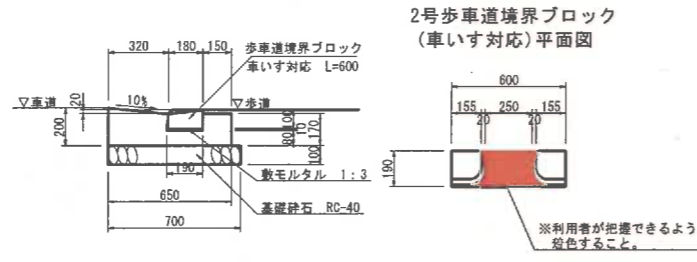 2号歩車道境界ブロック
(車いす対応)平面図
320 180 150
歩車道境界ブロック
車いす対応 L=600
10%
▽車道
▽歩道
20
200
100
10
80
170
100
190
敷モルタル 1:3
650
基礎砕石 RC-40
700
600
155 250 155
20 20
190
※利用者が把握できるよう
着色すること。